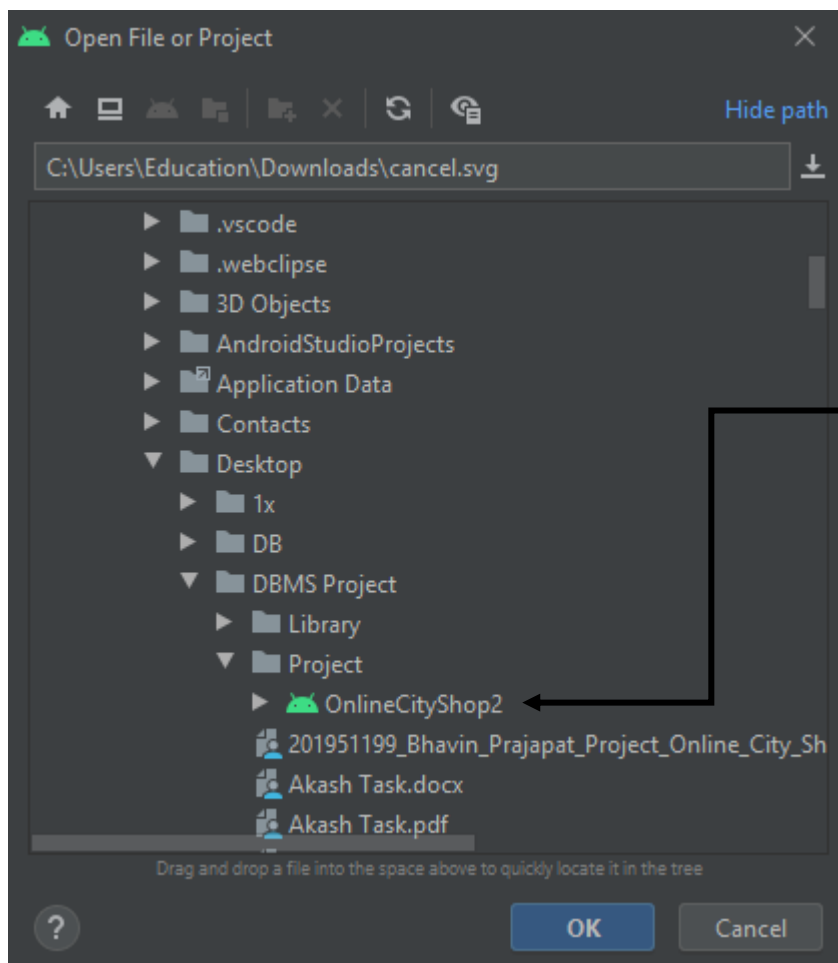 Open File or Project
Hide path
C:\Users\Education\Downloads\cancel.svg
.vscode
.webclipse
3D Objects
AndroidStudioProjects
Application Data
Contacts
Desktop
1x
DB
DBMS Project
Library
Project
OnlineCityShop2
201951199_Bhavin_Prajapat_Project_Online_City_Sh
Akash Task.docx
Akash Task.pdf
Drag and drop a file into the space above to quickly locate it in the tree
?
OK
Cancel